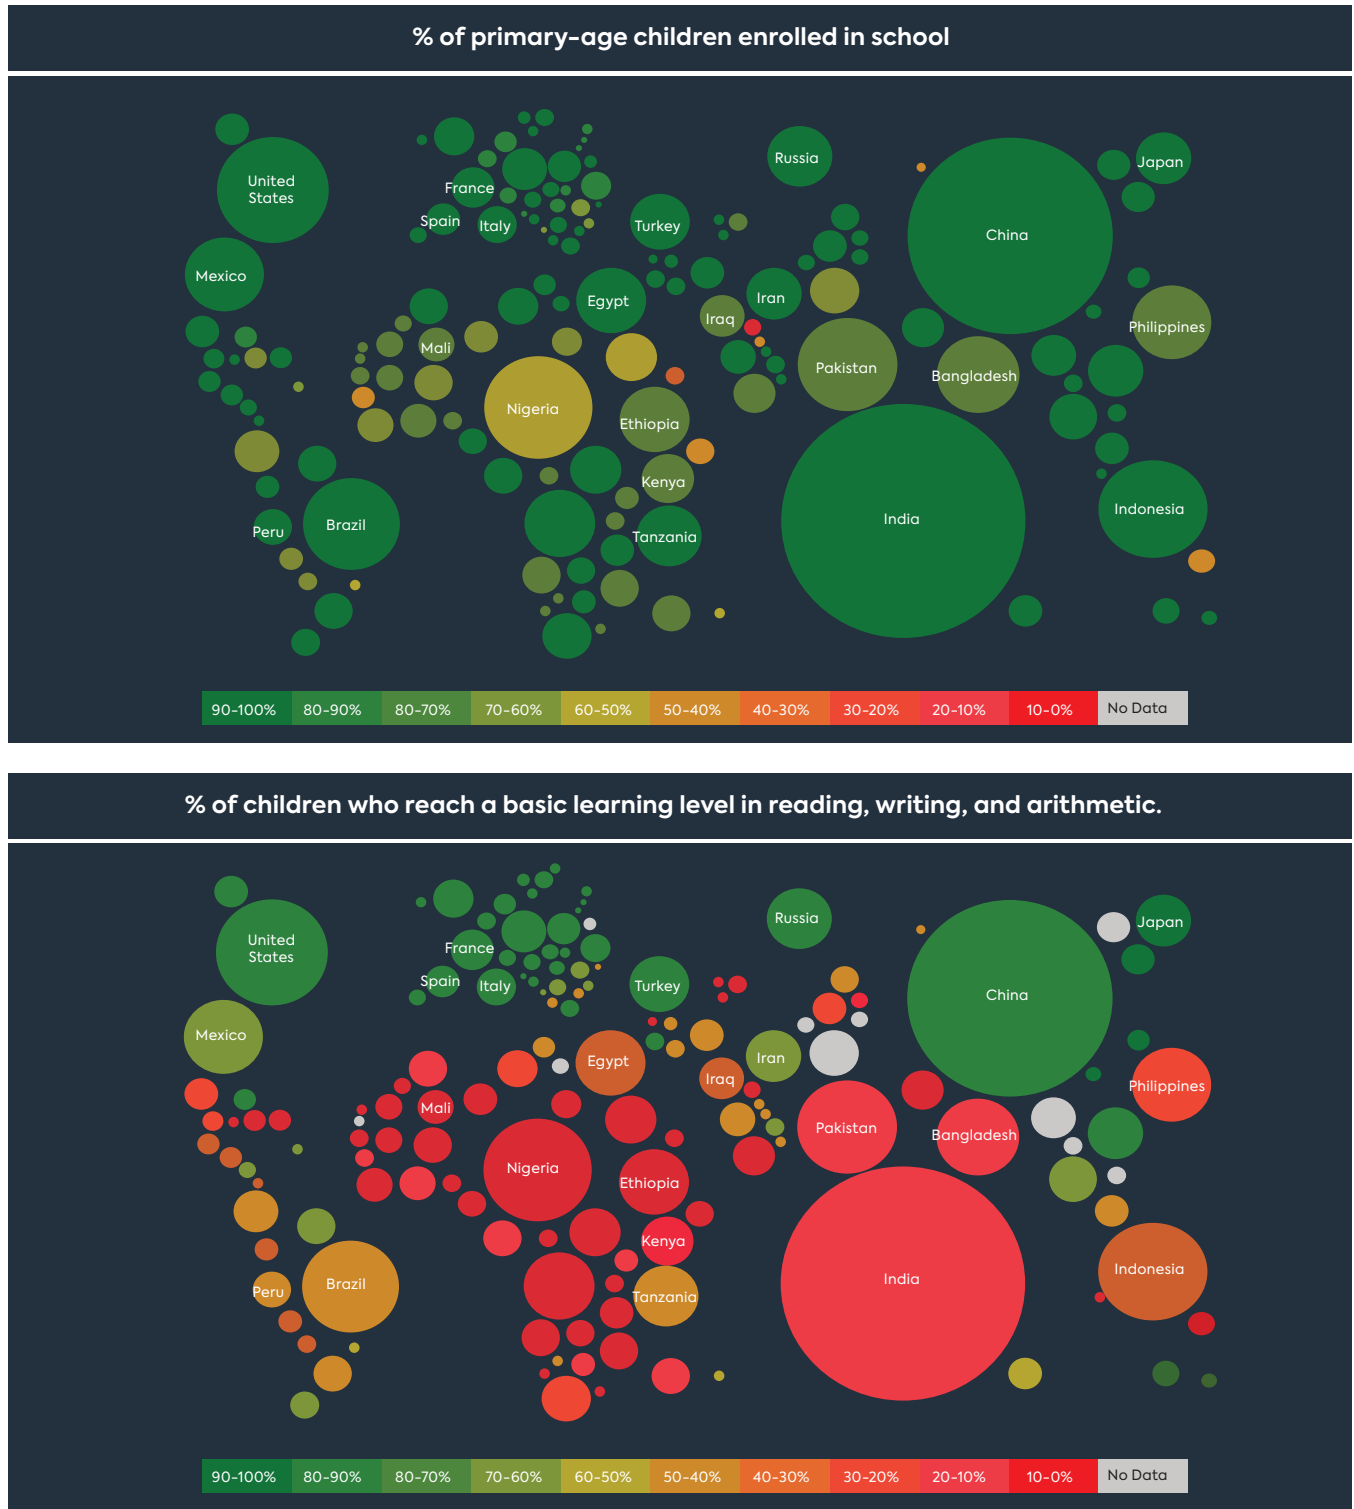 % of primary-age children enrolled in school
United
States
Mexico
France
Spain
Italy
Turkey
Russia
Japan
China
Egypt
Iran
Iraq
Mali
Nigeria
Ethiopia
Kenya
Tanzania
Pakistan
Bangladesh
Philippines
India
Indonesia
Peru
Brazil
90-100% 80-90% 80-70% 70-60% 60-50% 50-40% 40-30% 30-20% 20-10% 10-0% No Data
% of children who reach a basic learning level in reading, writing, and arithmetic.
United
States
Mexico
France
Spain
Italy
Turkey
Russia
Japan
China
Egypt
Iran
Iraq
Mali
Nigeria
Ethiopia
Kenya
Tanzania
Pakistan
Bangladesh
Philippines
India
Indonesia
Peru
Brazil
90-100% 80-90% 80-70% 70-60% 60-50% 50-40% 40-30% 30-20% 20-10% 10-0% No Data